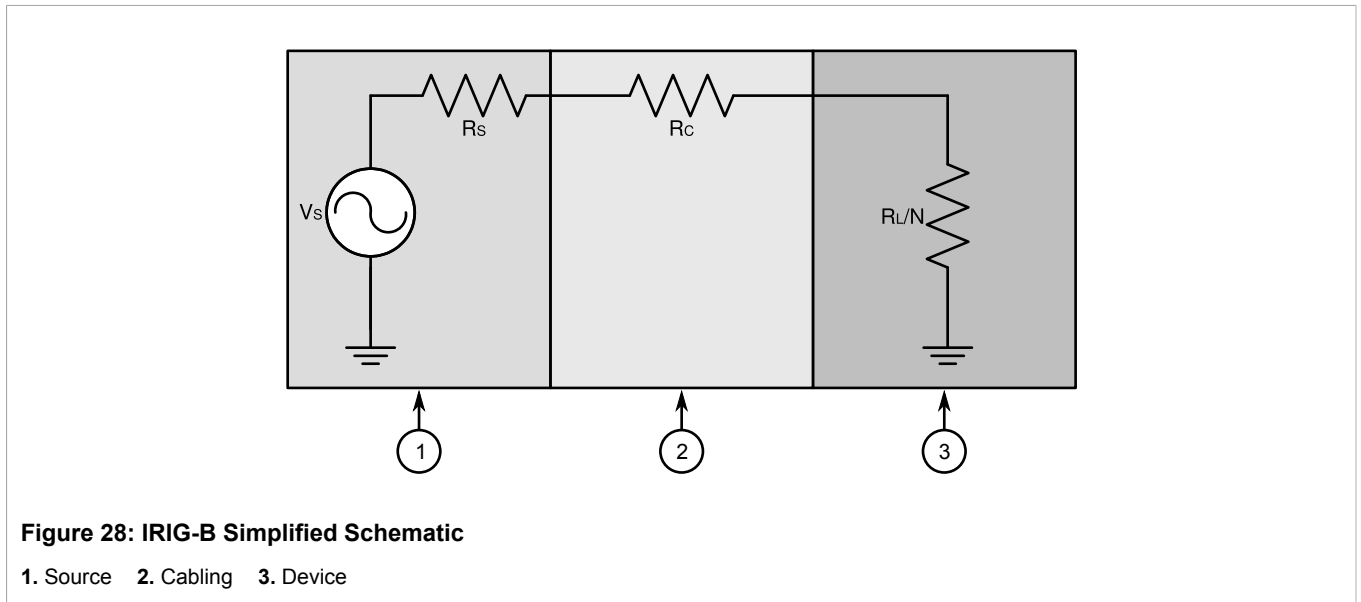 Rs
Rc
Vs
RL/N
1
2
3
Figure 28: IRIG-B Simplified Schematic
1. Source 2. Cabling 3. Device